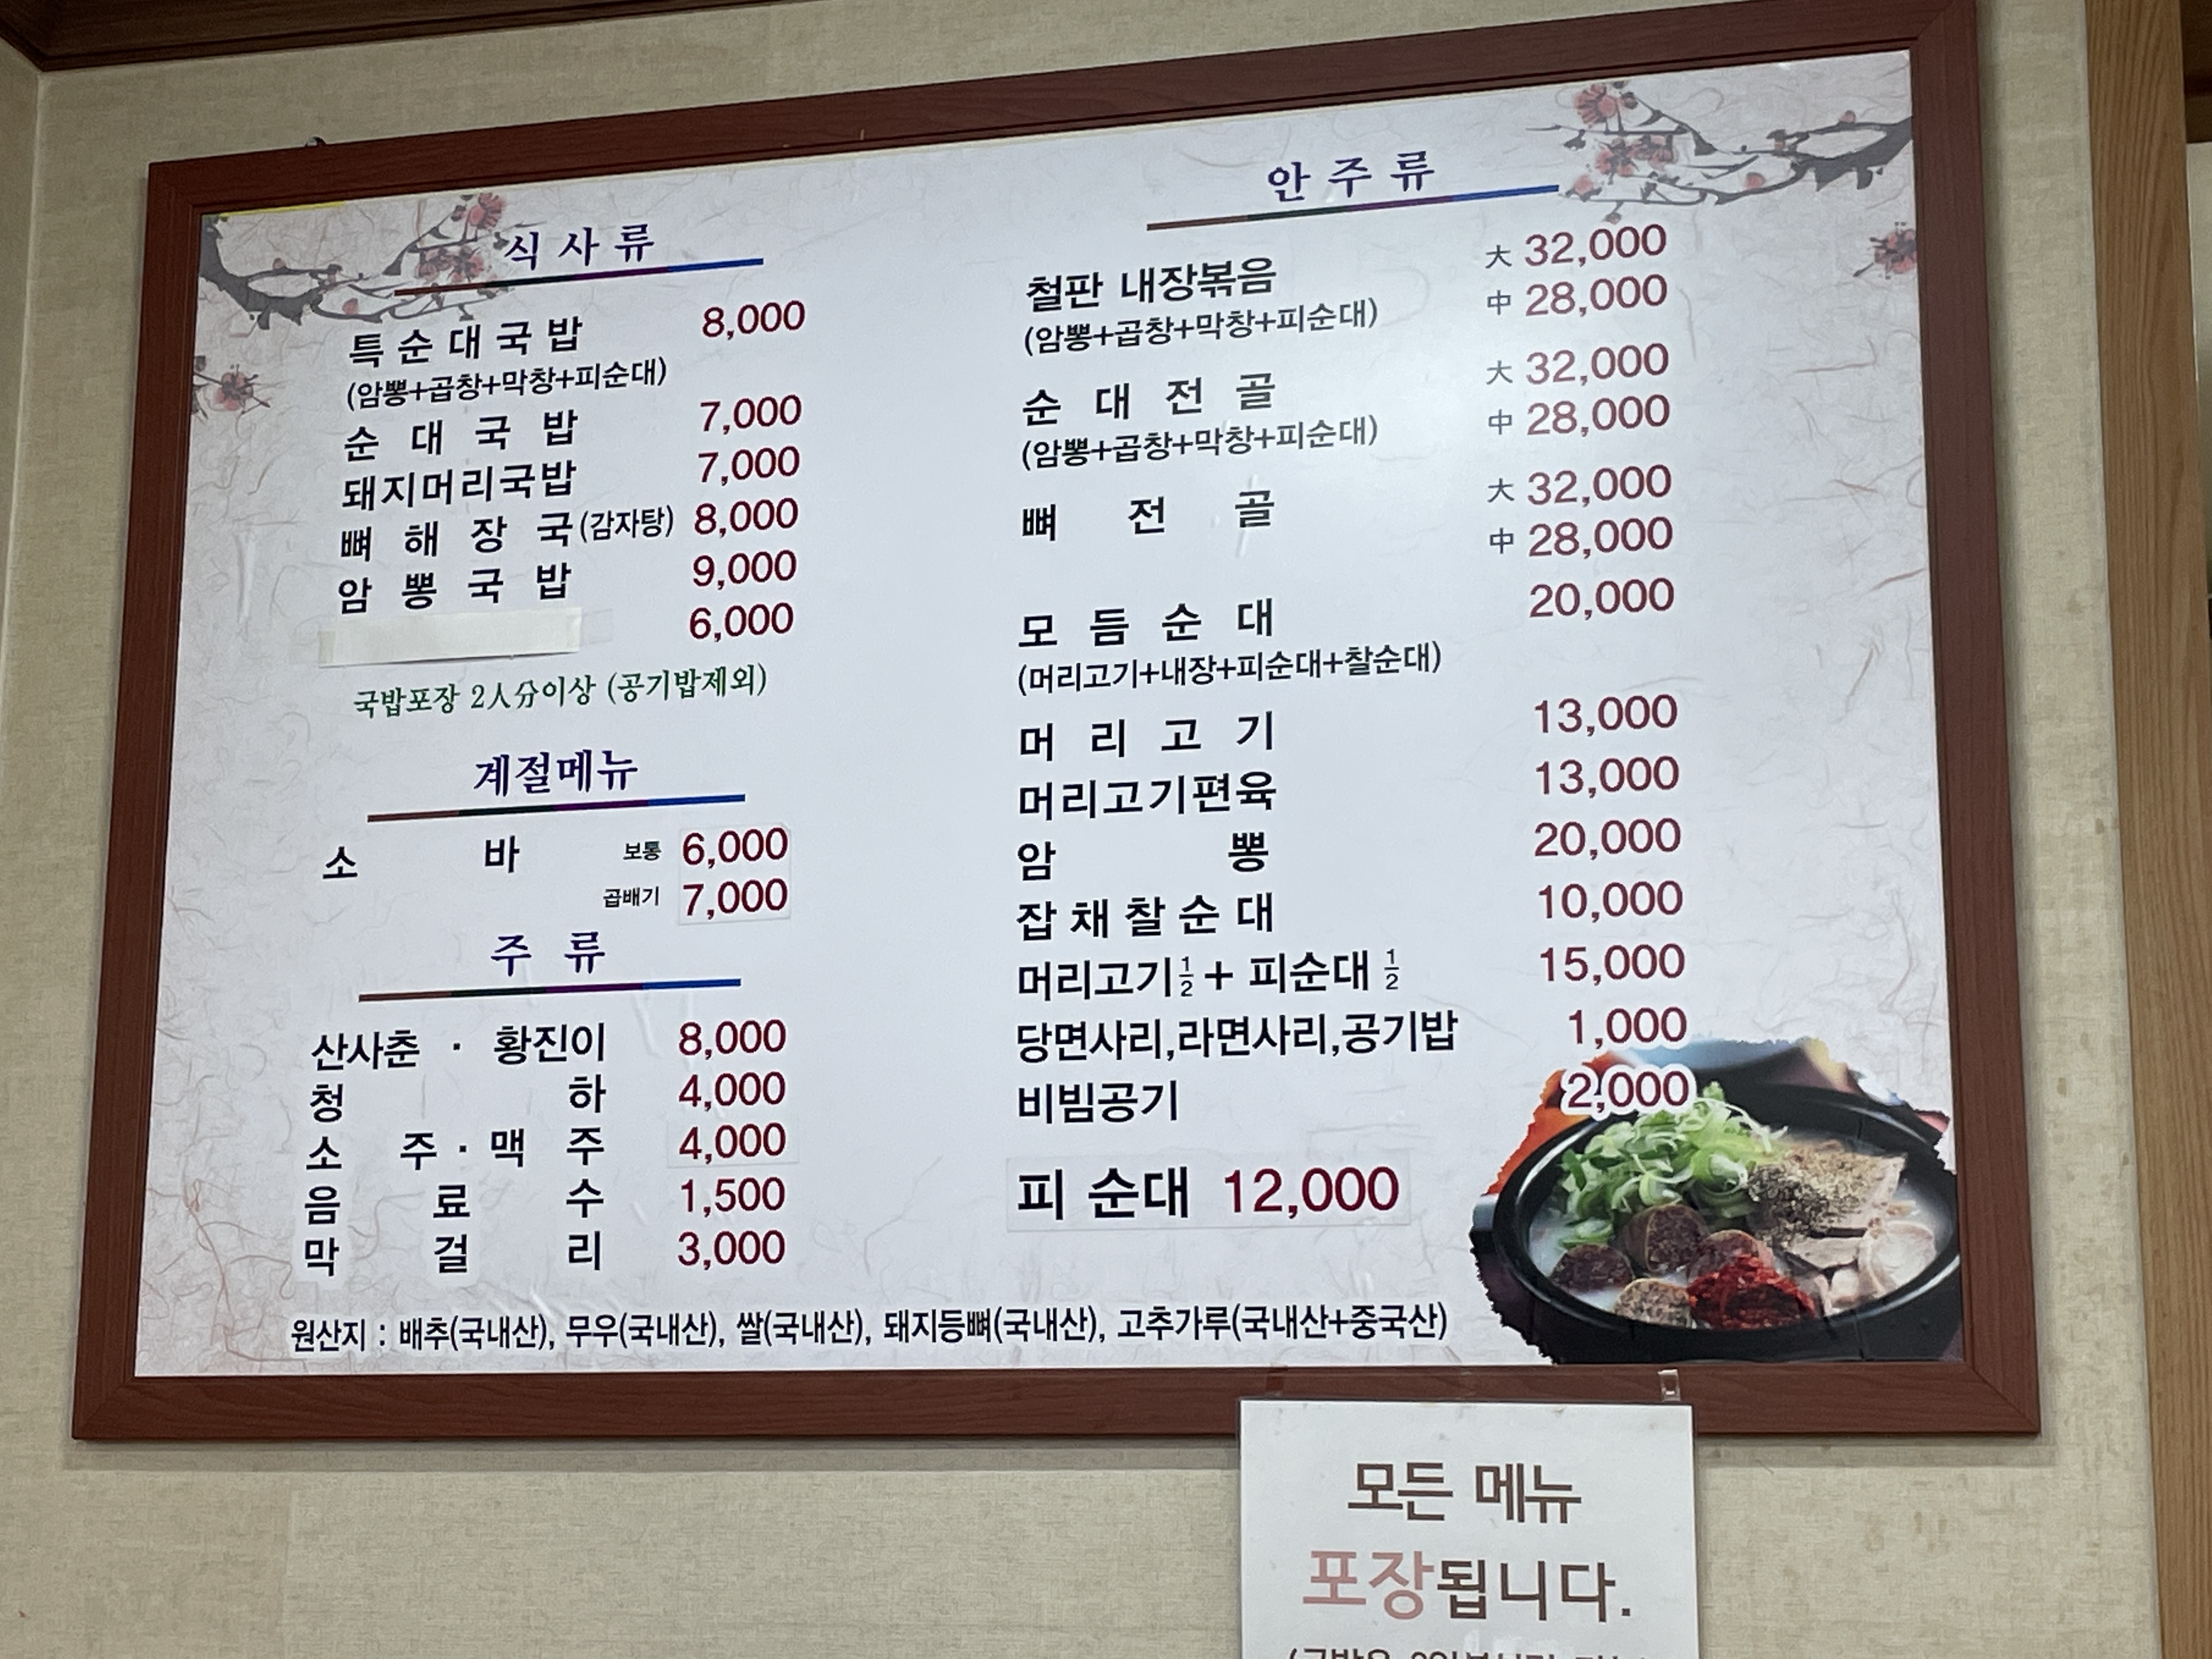 식사류
특순대국밥 8,000
(암뽕+곱창+막창+피순대)
순대국밥 7,000
돼지머리국밥 7,000
뼈해장국(감자탕) 8,000
암뽕국밥 9,000
6,000
국밥포장 2人分이상 (공기밥제외)
계절메뉴
소바 보통 6,000
곱배기 7,000
주류
산사춘 · 황진이 8,000
청하 4,000
소주 · 맥주 4,000
음료수 1,500
막걸리 3,000
안주류
철판 내장볶음 大 32,000
(암뽕+곱창+막창+피순대) 中 28,000
순대전골 大 32,000
(암뽕+곱창+막창+피순대) 中 28,000
뼈전골 大 32,000
中 28,000
모듬순대 20,000
(머리고기+내장+피순대+찰순대)
머리고기 13,000
머리고기편육 13,000
암뽕 20,000
잡채찰순대 10,000
머리고기½+ 피순대 ½ 15,000
당면사리,라면사리,공기밥 1,000
비빔공기 2,000
피 순대 12,000
원산지 : 배추(국내산), 무우(국내산), 쌀(국내산), 돼지등뼈(국내산), 고추가루(국내산+중국산)
모든 메뉴
포장됩니다.